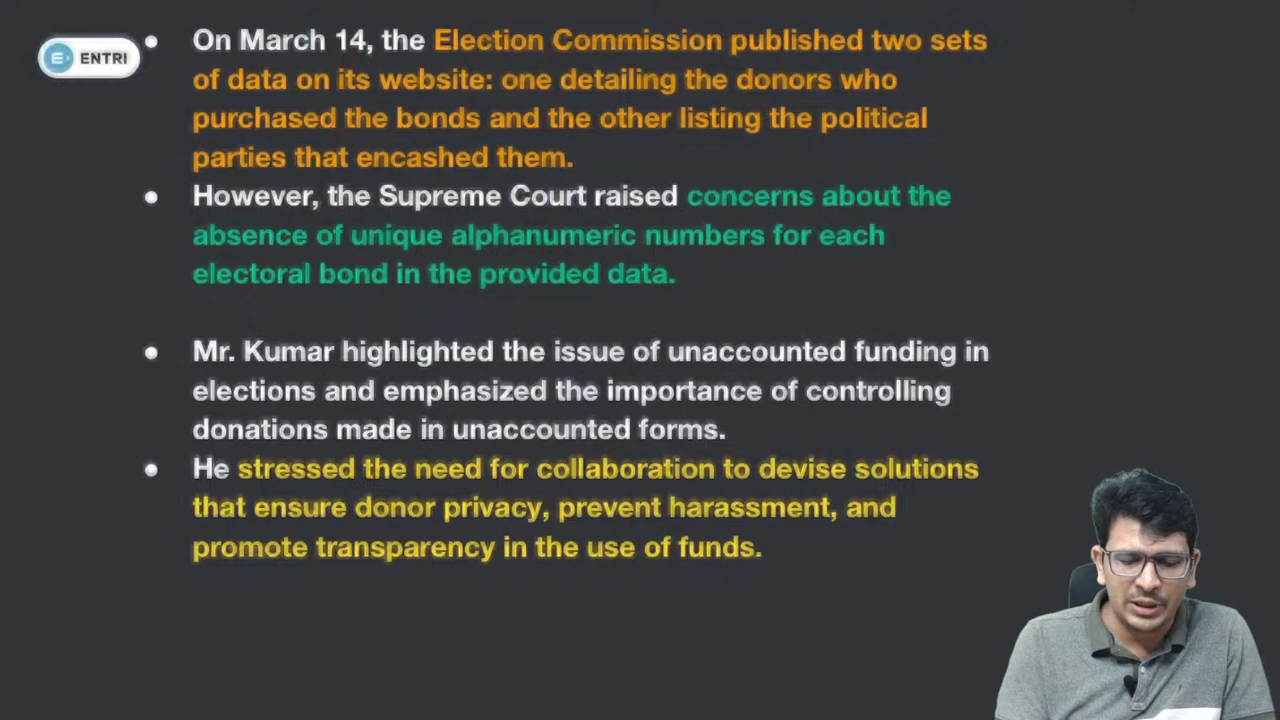 ENTRI
On March 14, the Election Commission published two sets
of data on its website: one detailing the donors who
purchased the bonds and the other listing the political
parties that encashed them.
However, the Supreme Court raised concerns about the
absence of unique alphanumeric numbers for each
electoral bond in the provided data.
Mr. Kumar highlighted the issue of unaccounted funding in
elections and emphasized the importance of controlling
donations made in unaccounted forms.
He stressed the need for collaboration to devise solutions
that ensure donor privacy, prevent harassment, and
promote transparency in the use of funds.